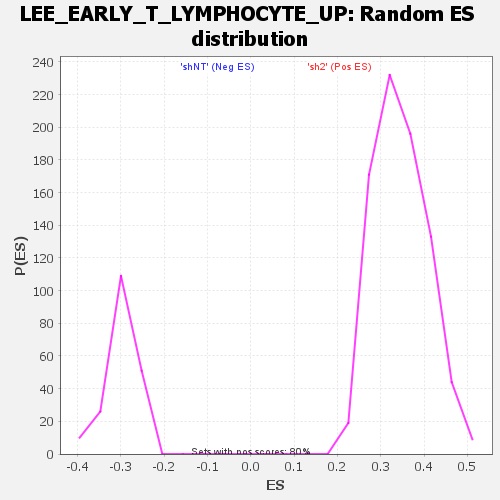 LEE_EARLY_T_LYMPHOCYTE_UP: Random ES
distribution
'shNT' (Neg ES) 'sh2' (Pos ES)
240
220
200
180
160
140
120
100
80
60
40
20
0
P(ES)
Sets with pos scores: 80%
-0.4 -0.3 -0.2 -0.1 0.0 0.1 0.2 0.3 0.4 0.5
ES